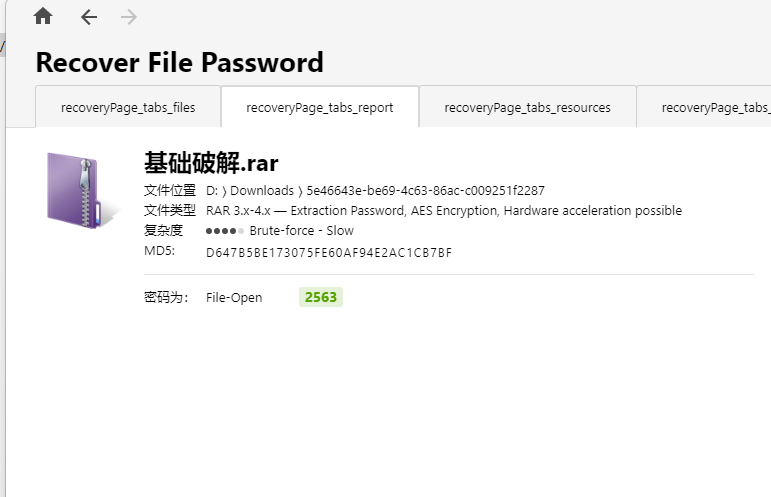 Recover File Password
recoveryPage_tabs_files recoveryPage_tabs_report recoveryPage_tabs_resources recoveryPage_tabs_
基础破解.rar
文件位置 D: ⟩ Downloads ⟩ 5e46643e-be69-4c63-86ac-c009251f2287
文件类型 RAR 3.x-4.x — Extraction Password, AES Encryption, Hardware acceleration possible
复杂度 Brute-force - Slow
MD5: D647B5BE173075FE60AF94E2AC1CB7BF
密码为: File-Open 2563